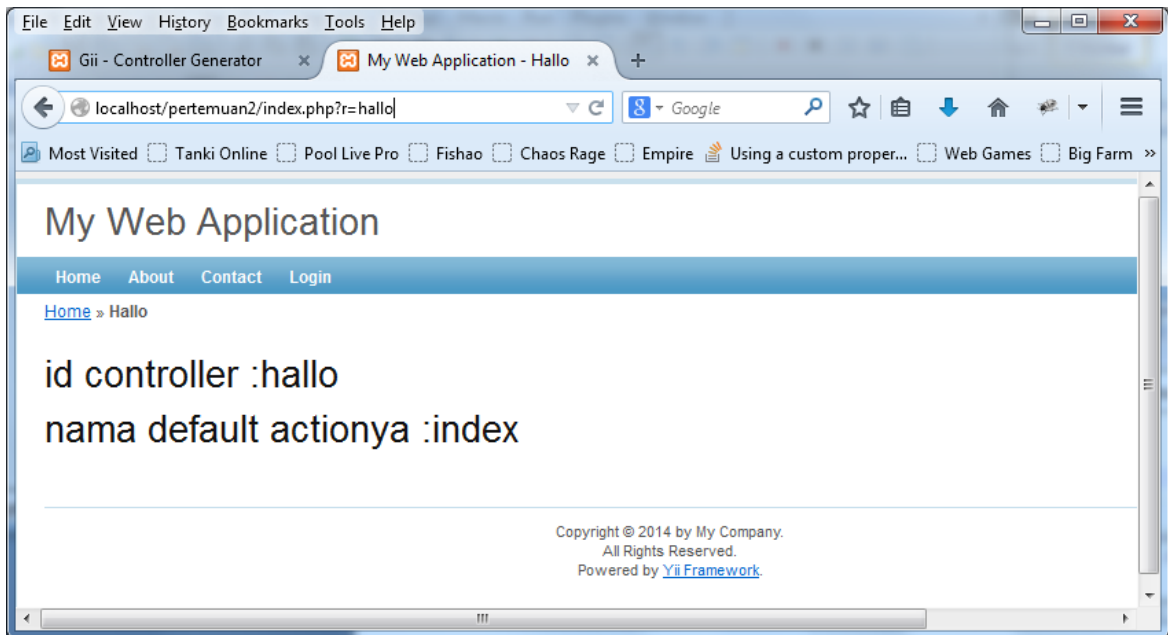 File Edit View History Bookmarks Tools Help
Gii - Controller Generator × My Web Application - Hallo × +
localhost/pertemuan2/index.php?r=hallo 8 Google
Most Visited Tanki Online Pool Live Pro Fishao Chaos Rage Empire Using a custom proper... Web Games Big Farm »
My Web Application
Home About Contact Login
Home » Hallo
id controller :hallo
nama default actionya :index
Copyright © 2014 by My Company.
All Rights Reserved.
Powered by Yii Framework.